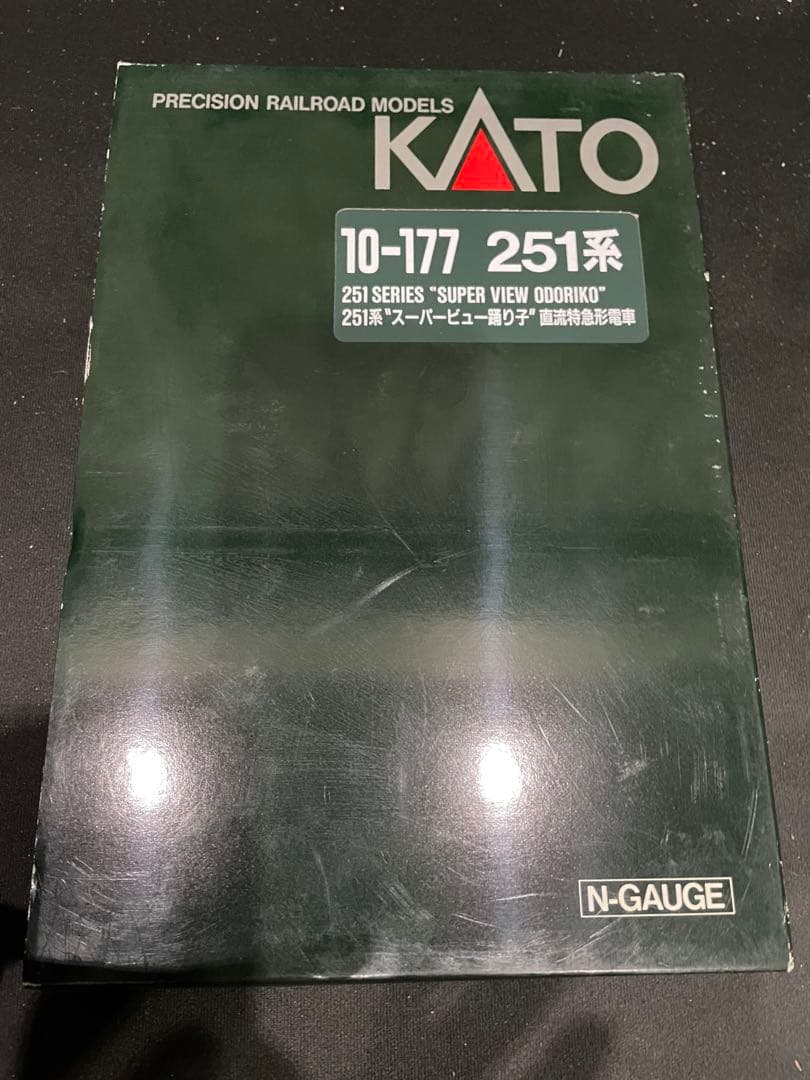 PRECISION RAILROAD MODELS
KATO
10-177 251系
251 SERIES "SUPER VIEW ODORIKO"
251系"スーパービュー踊り子" 直流特急形電車
N-GAUGE